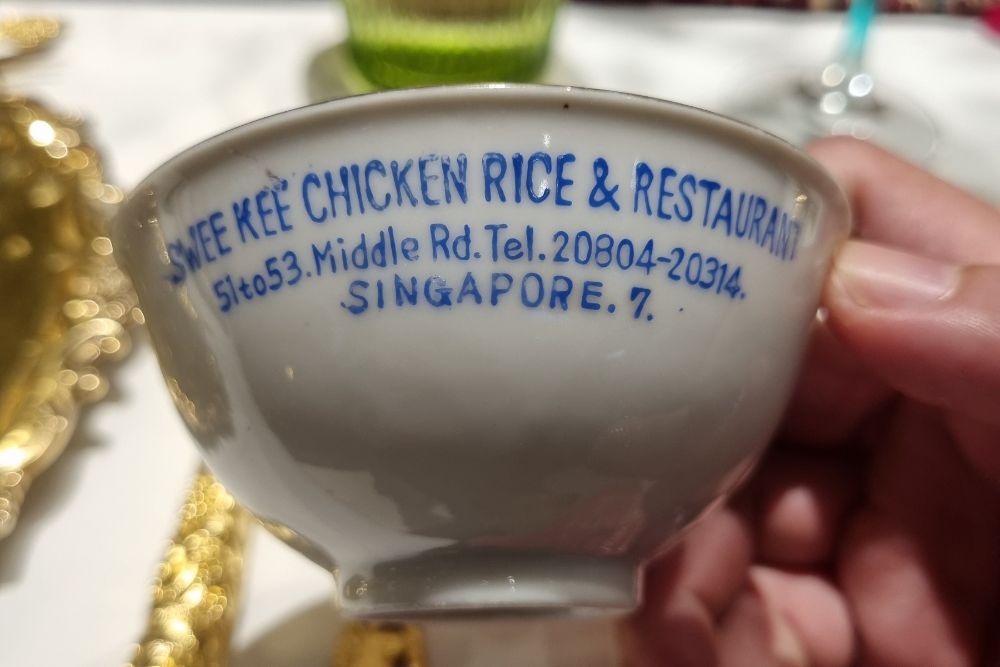 SWEE KEE CHICKEN RICE & RESTAURANT
51to53.Middle Rd.Tel.20804-20314.
SINGAPORE.7.